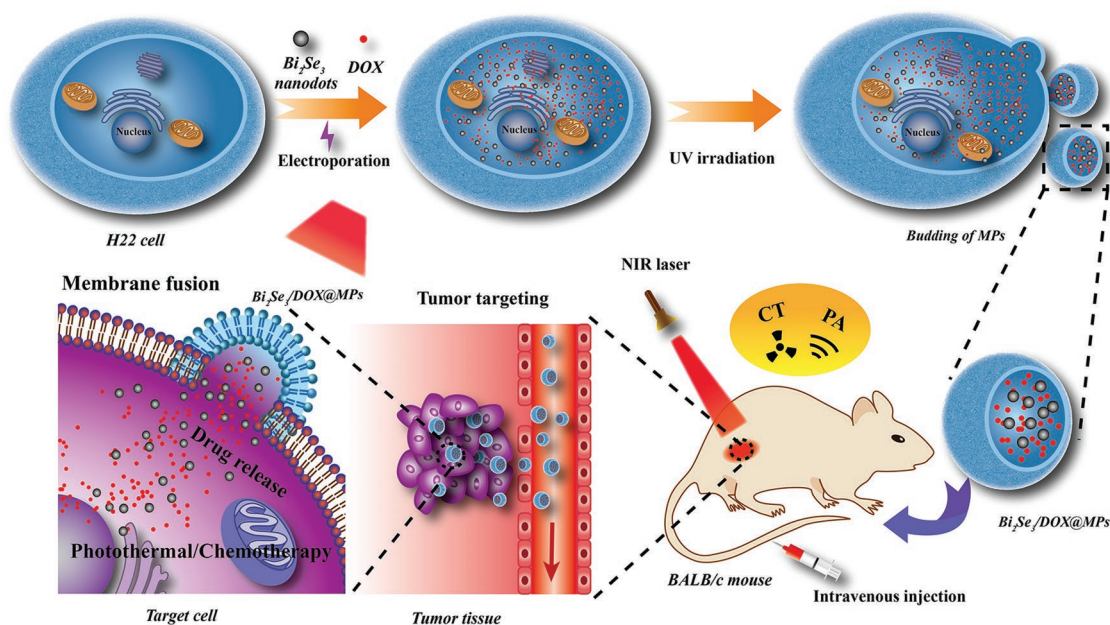 Bi₂Se₃
nanodots
DOX
Electroporation
UV irradiation
Nucleus
Nucleus
Nucleus
H22 cell
Budding of MPs
Membrane fusion
Bi₂Se₃/DOX@MPs
Tumor targeting
NIR laser
CT
PA
Drug release
Photothermal/Chemotherapy
Target cell
Tumor tissue
BALB/c mouse
Intravenous injection
Bi₂Se₃/DOX@MPs